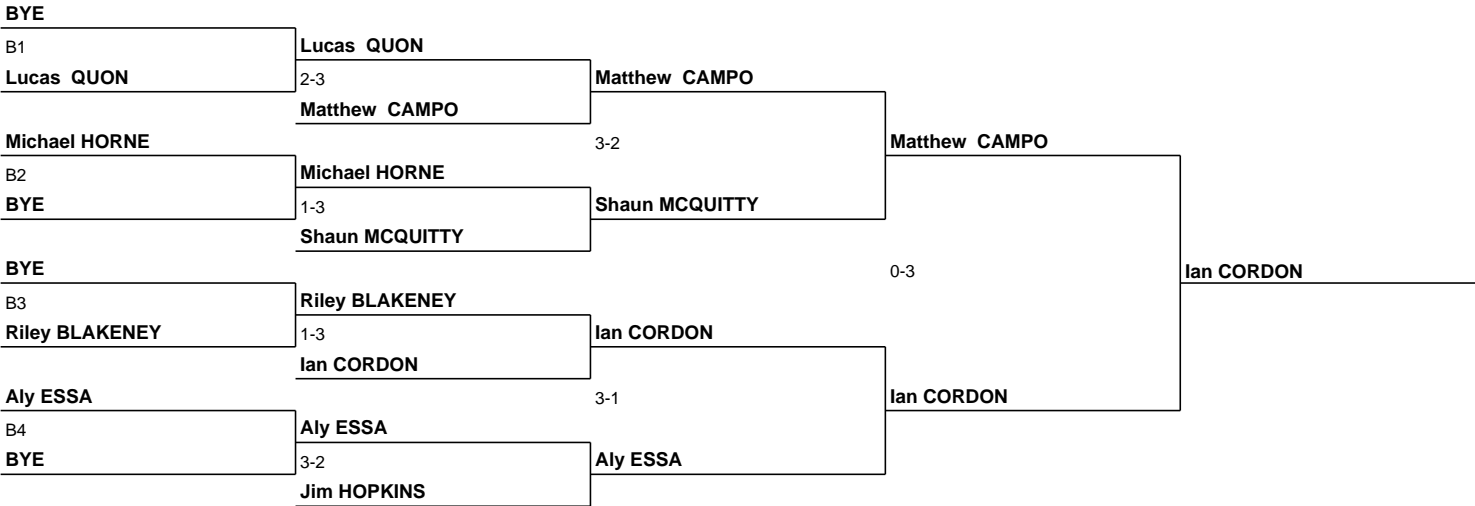 BYE
B1
Lucas QUON
Lucas QUON
2-3
Matthew CAMPO
Matthew CAMPO
Michael HORNE
3-2
Matthew CAMPO
B2
Michael HORNE
BYE
1-3
Shaun MCQUITTY
Shaun MCQUITTY
BYE
0-3
Ian CORDON
B3
Riley BLAKENEY
Riley BLAKENEY
1-3
Ian CORDON
Ian CORDON
Aly ESSA
3-1
Ian CORDON
B4
Aly ESSA
BYE
3-2
Aly ESSA
Jim HOPKINS